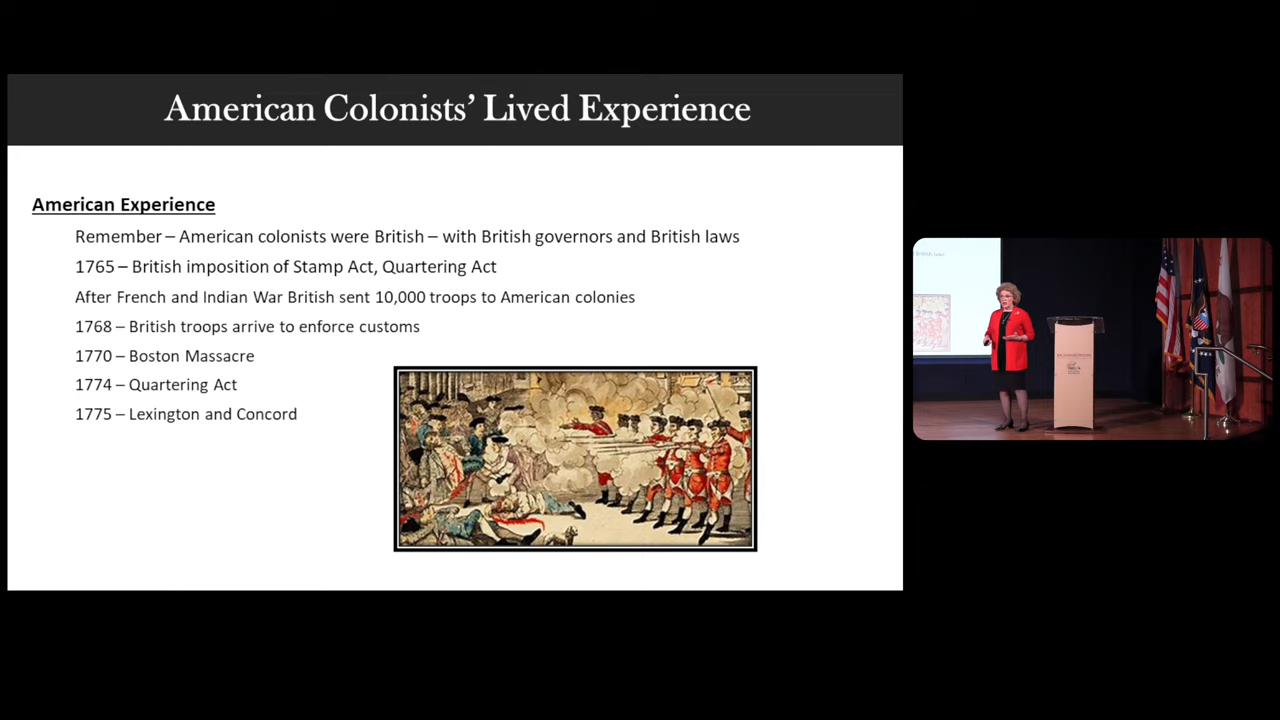 American Colonists’ Lived Experience
American Experience
Remember – American colonists were British – with British governors and British laws
1765 – British imposition of Stamp Act, Quartering Act
After French and Indian War British sent 10,000 troops to American colonies
1768 – British troops arrive to enforce customs
1770 – Boston Massacre
1774 – Quartering Act
1775 – Lexington and Concord